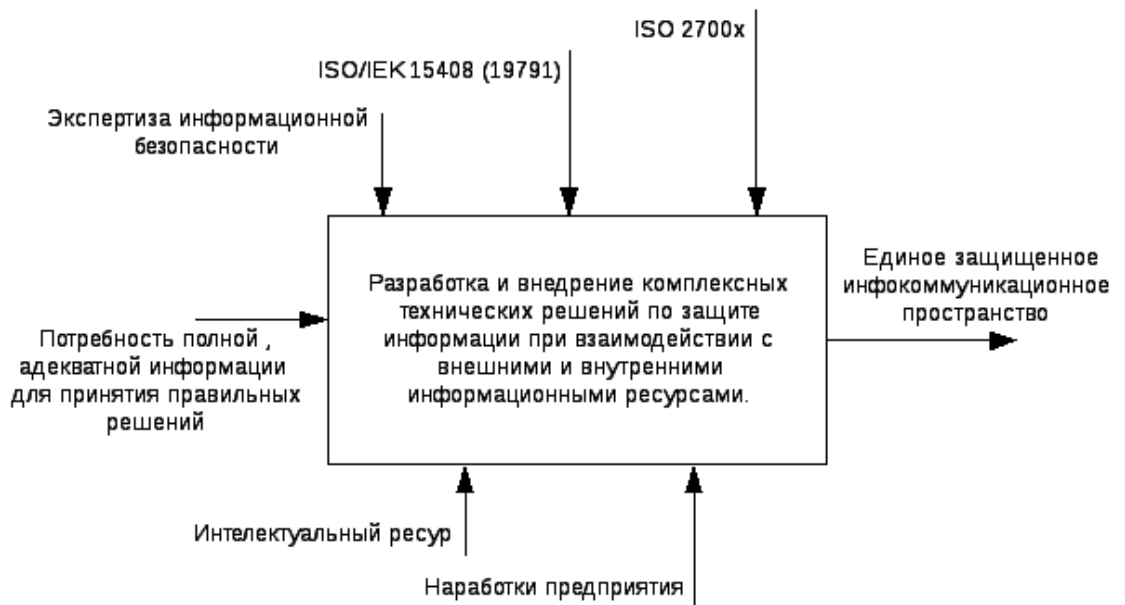 ISO 2700x
ISO/IEK 15408 (19791)
Экспертиза информационной
безопасности
Разработка и внедрение комплексных
технических решений по защите
информации при взаимодействии с
внешними и внутренними
информационными ресурсами.
Единое защищенное
инфокоммуникационное
пространство
Потребность полной ,
адекватной информации
для принятия правильных
решений
Интелектуальный ресур
Наработки предприятия